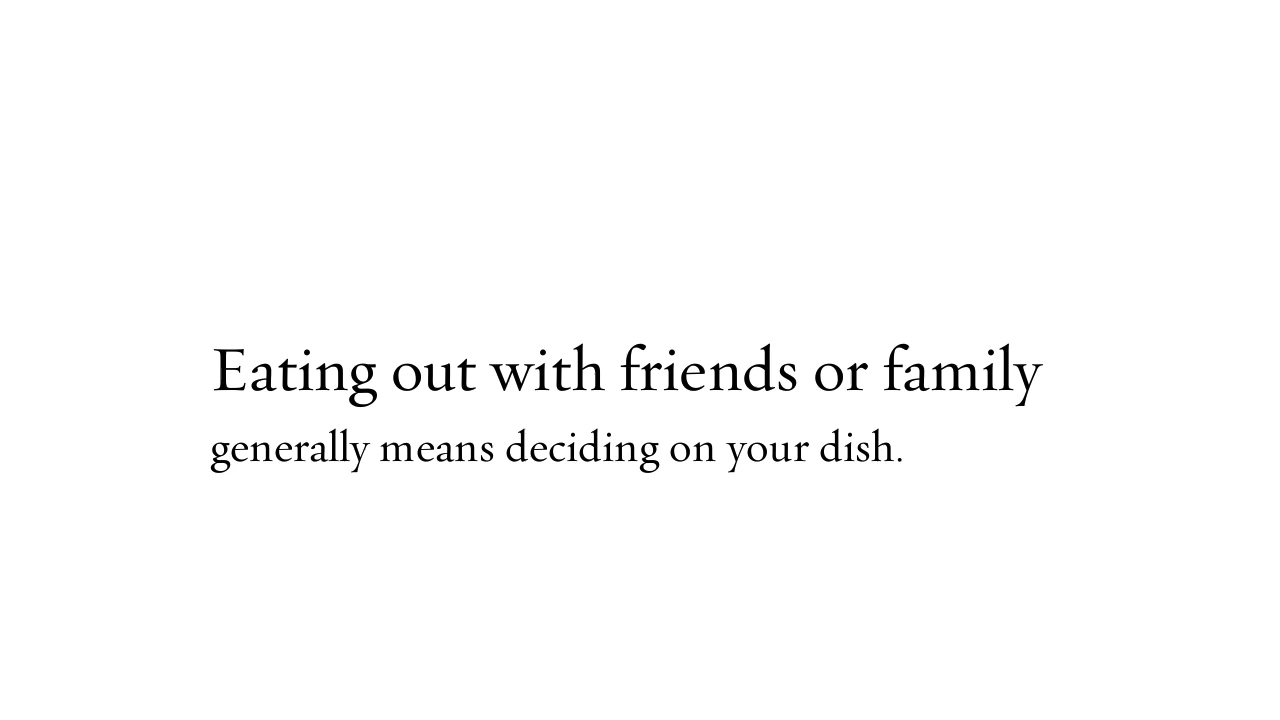 Eating out with friends or family
generally means deciding on your dish.